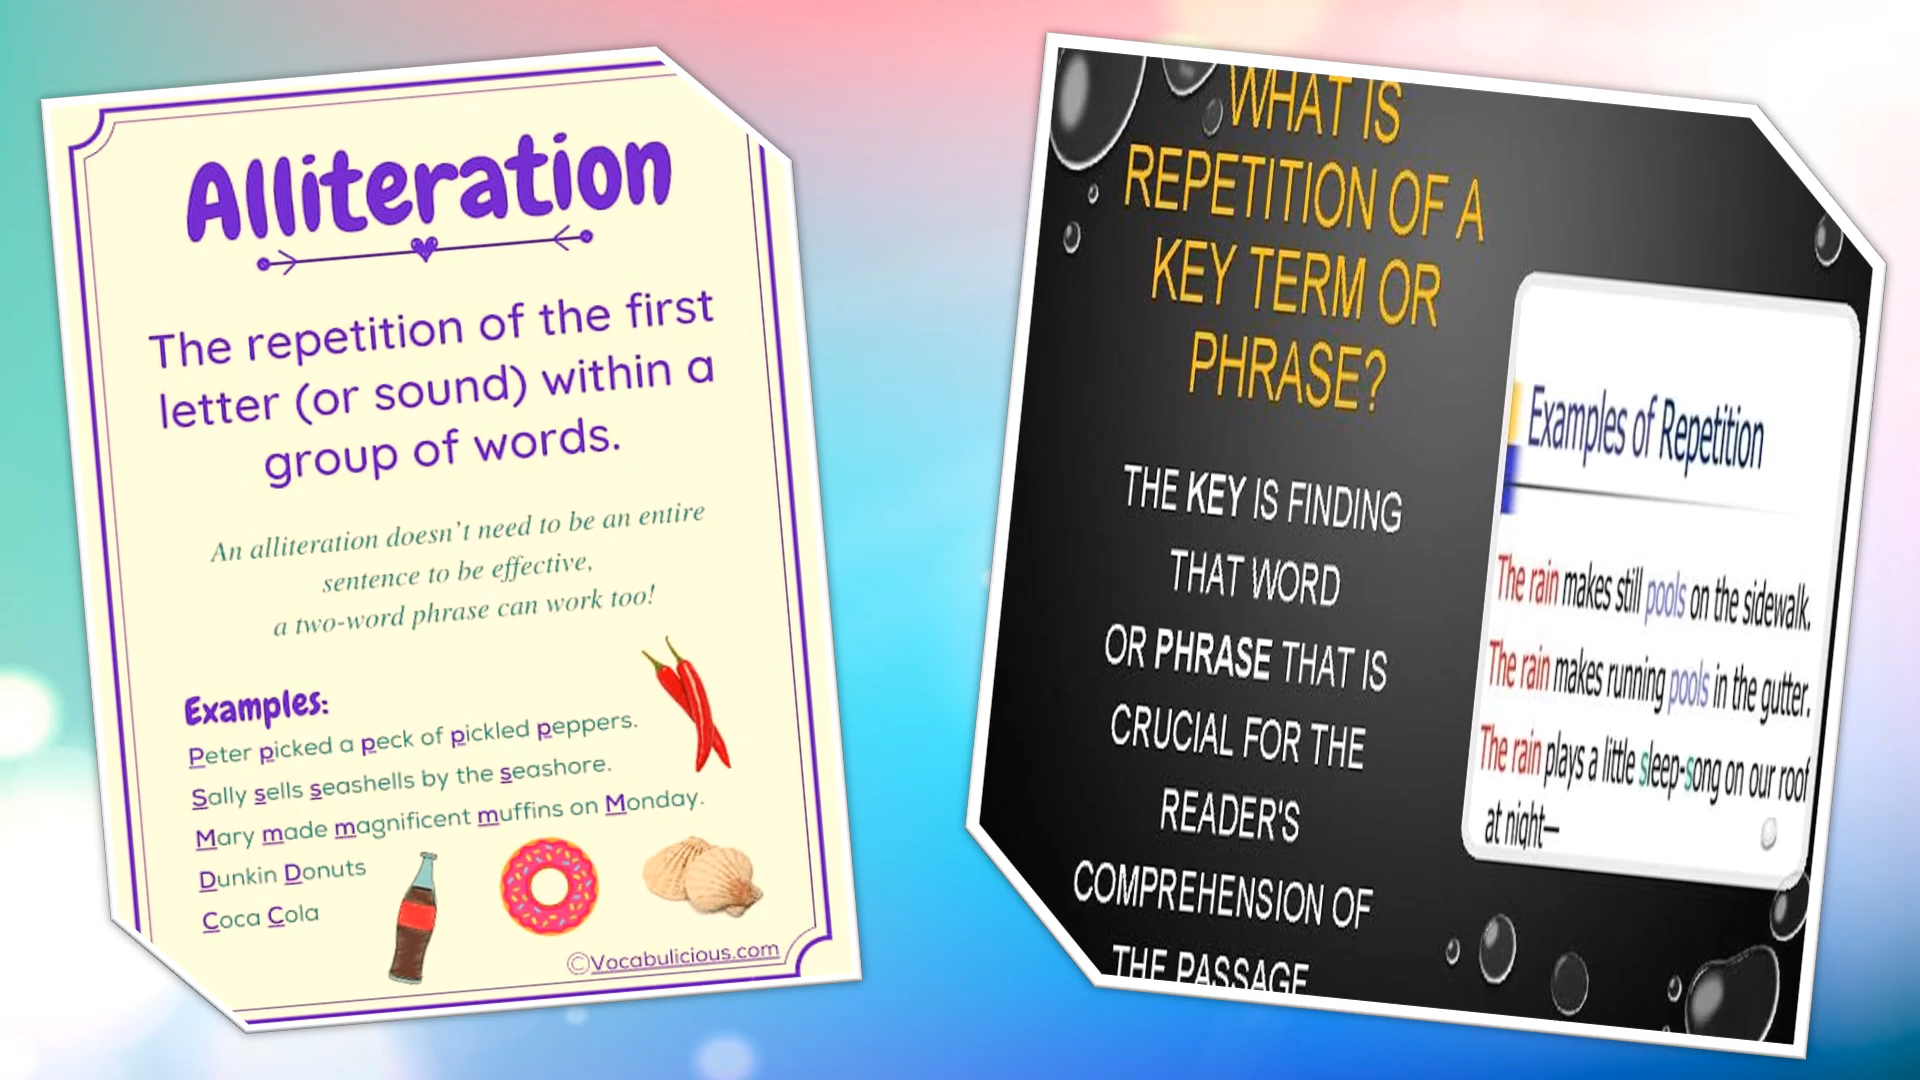 Alliteration
The repetition of the first
letter (or sound) within a
group of words.
An alliteration doesn't need to be an entire
sentence to be effective,
a two-word phrase can work too!
Examples:
Peter picked a peck of pickled peppers.
Sally sells seashells by the seashore.
Mary made magnificent muffins on Monday.
Dunkin Donuts
Coca Cola
©Vocabulicious.com
WHAT IS
REPETITION OF A
KEY TERM OR
PHRASE?
THE KEY IS FINDING
THAT WORD
OR PHRASE THAT IS
CRUCIAL FOR THE
READER'S
COMPREHENSION OF
THE PASSAGE
Examples of Repetition
The rain makes still pools on the sidewalk.
The rain makes running pools in the gutter.
The rain plays a little sleep-song on our roof
at night—